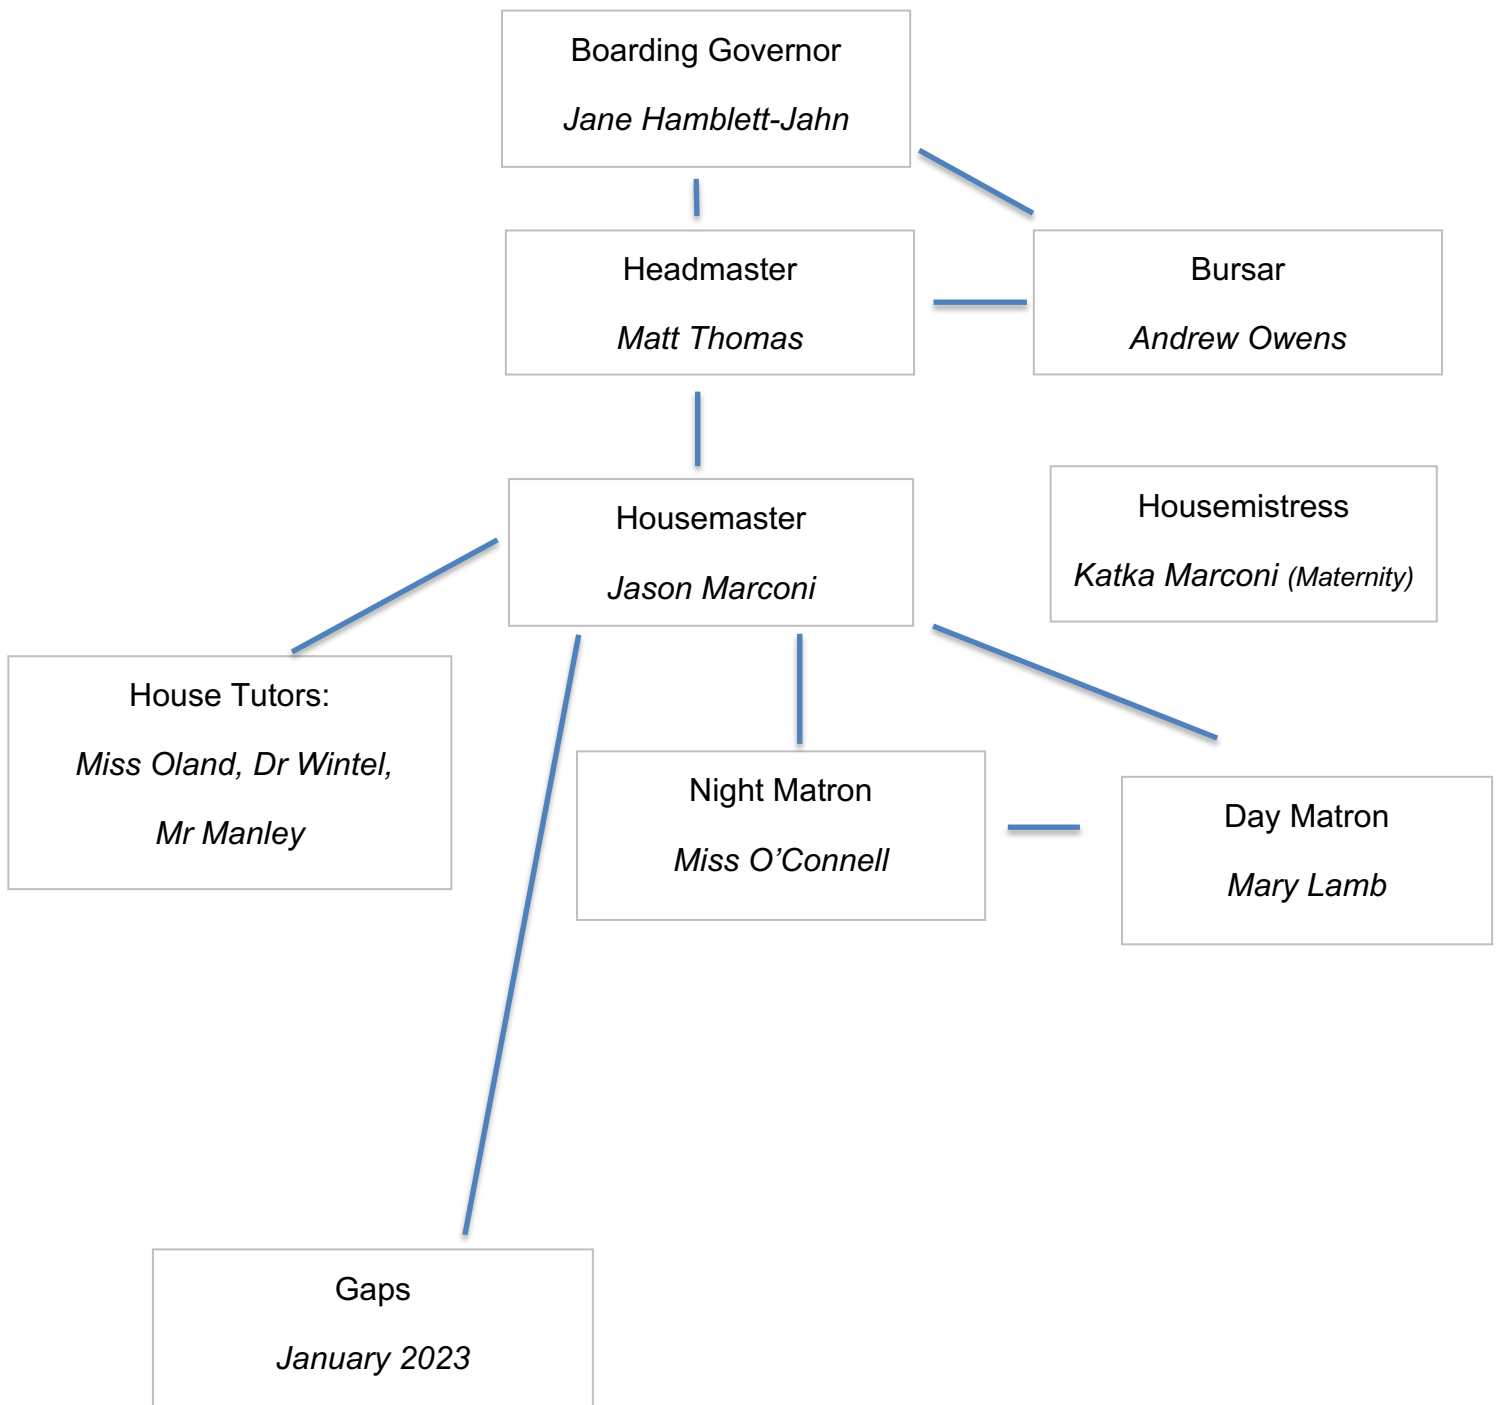 Boarding Governor
Jane Hamblett-Jahn
Headmaster
Matt Thomas
Bursar
Andrew Owens
Housemaster
Jason Marconi
Housemistress
Katka Marconi (Maternity)
House Tutors:
Miss Oland, Dr Wintel,
Mr Manley
Night Matron
Miss O’Connell
Day Matron
Mary Lamb
Gaps
January 2023